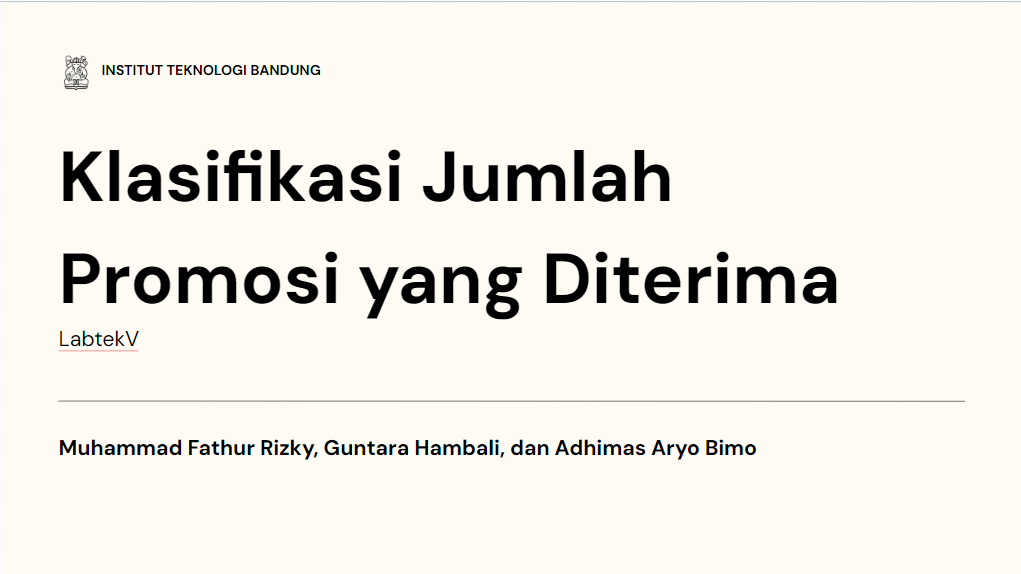 INSTITUT TEKNOLOGI BANDUNG
Klasifikasi Jumlah
Promosi yang Diterima
LabtekV
Muhammad Fathur Rizky, Guntara Hambali, dan Adhimas Aryo Bimo